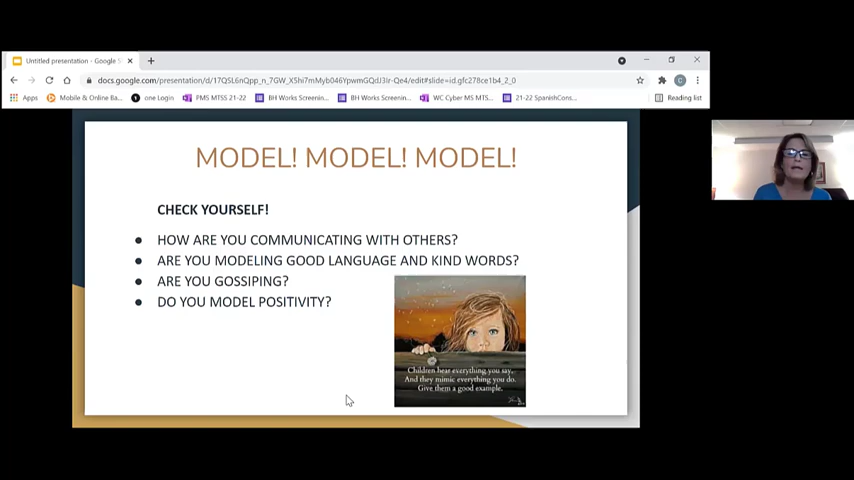 Untitled presentation - Google S
docs.google.com/presentation/d/17QSL6nQpp_n_7GW_X5hi7mMyb046YpwmGQdJ3Ir-Qe4/edit#slide=id.gfc278ce1b4_2_0
Apps Mobile & Online Ba... one Login PMS MTSS 21-22 BH Works Screenin... BH Works Screenin... WC Cyber MS MTS... 21-22 SpanishCons... Reading list
MODEL! MODEL! MODEL!
CHECK YOURSELF!
● HOW ARE YOU COMMUNICATING WITH OTHERS?
● ARE YOU MODELING GOOD LANGUAGE AND KIND WORDS?
● ARE YOU GOSSIPING?
● DO YOU MODEL POSITIVITY?
Children hear everything you say,
And they mimic everything you do.
Give them a good example.